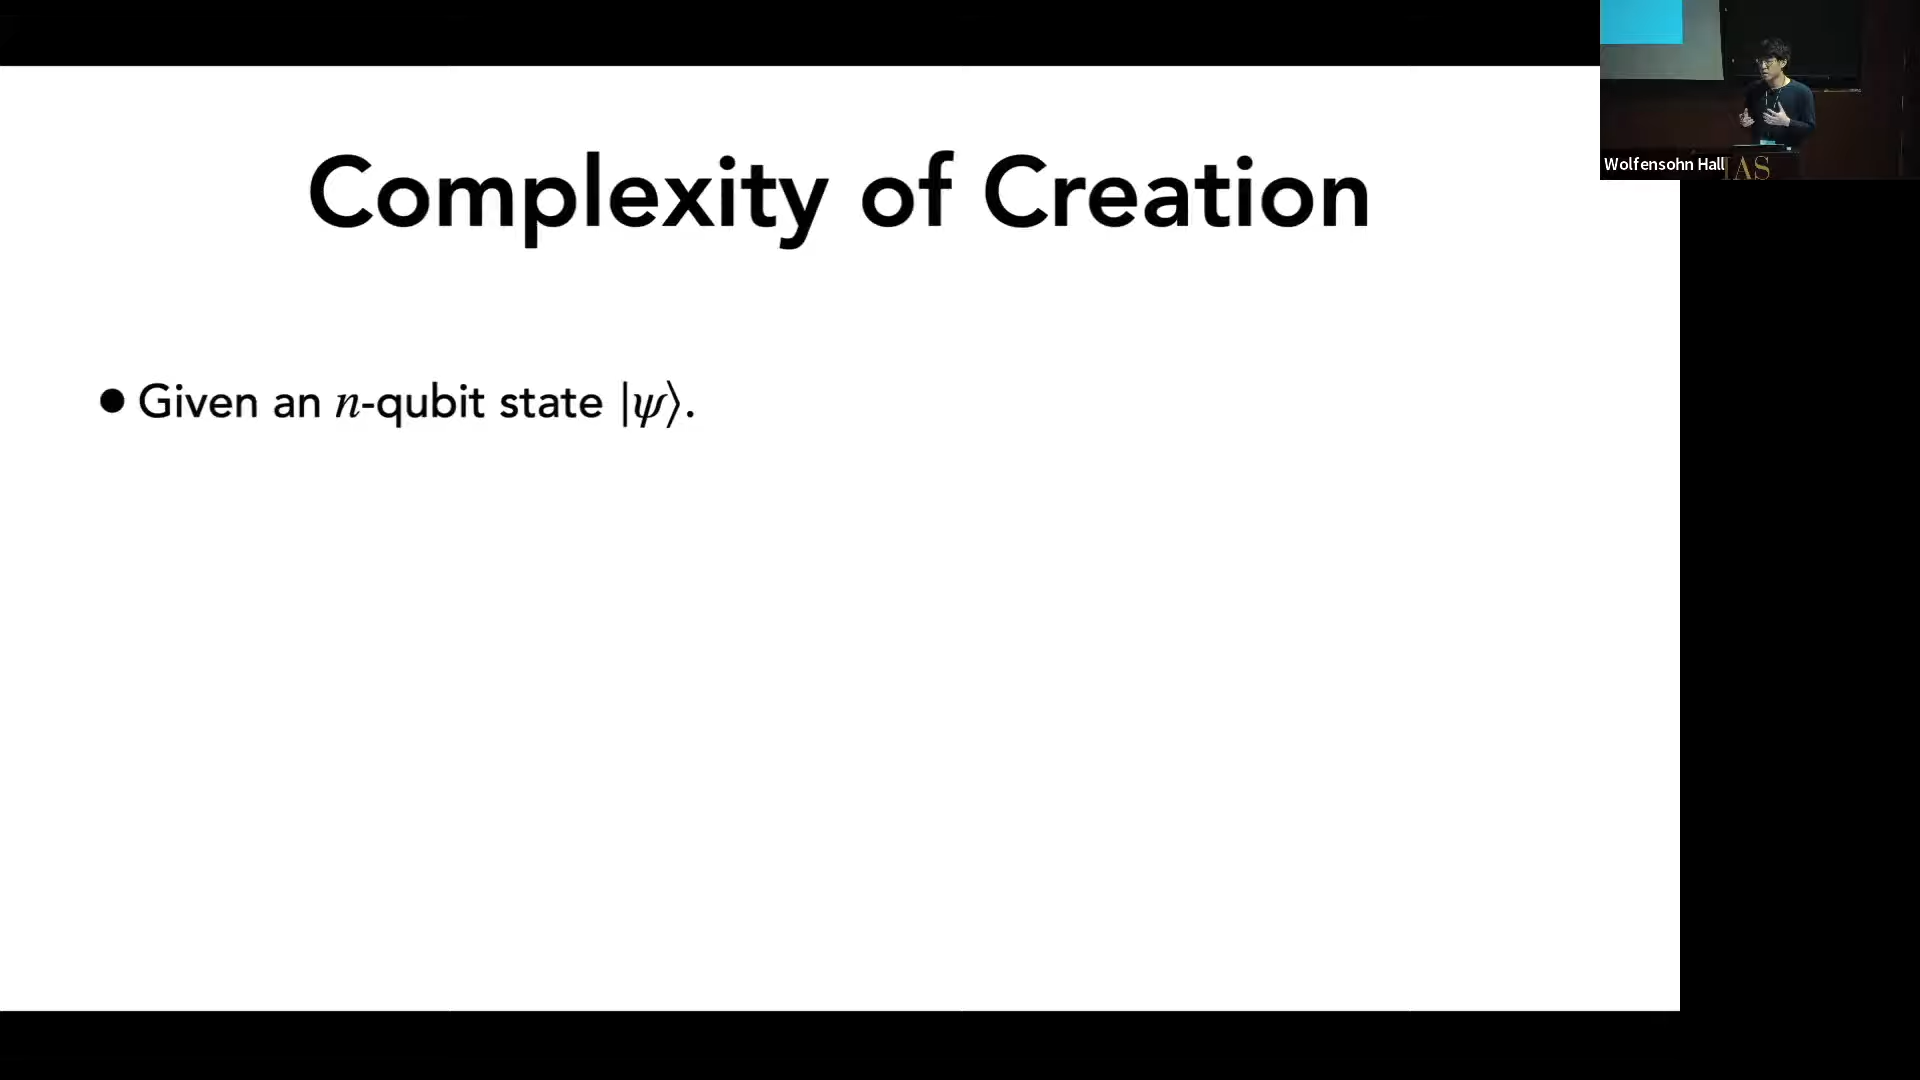 Complexity of Creation
● Given an n-qubit state |ψ⟩.
Wolfensohn Hall
IAS